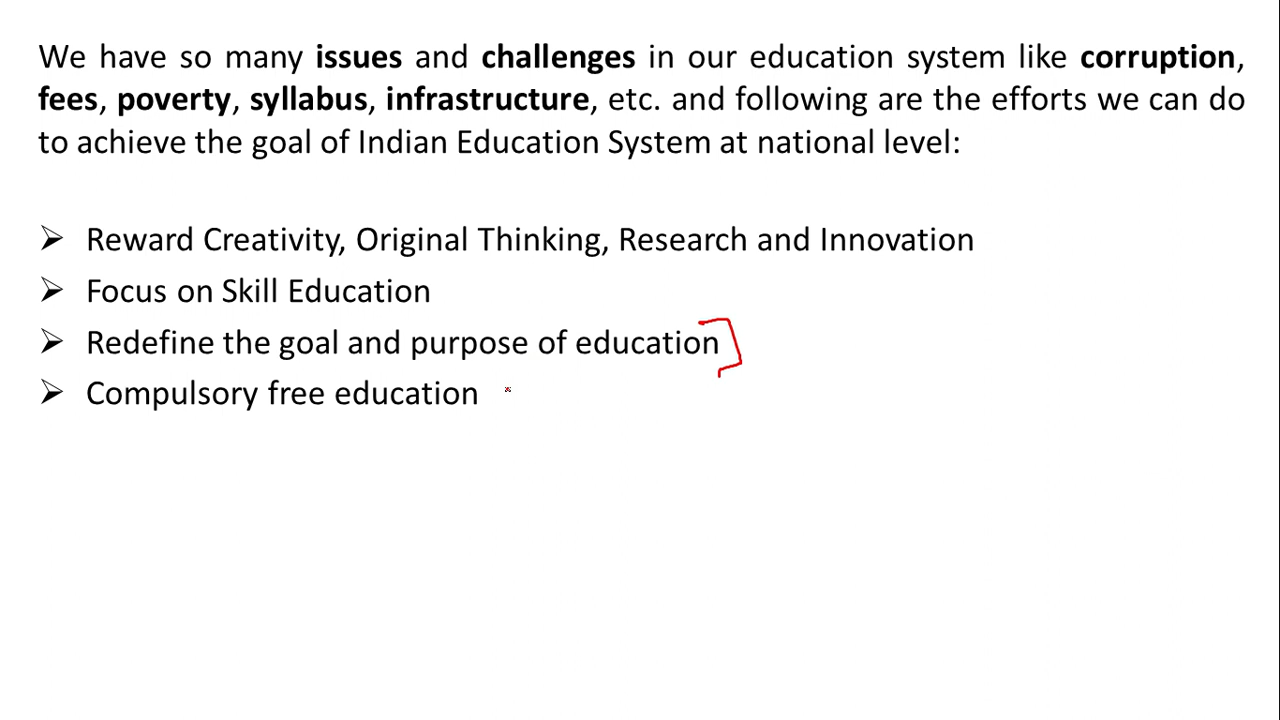 We have so many issues and challenges in our education system like corruption,
fees, poverty, syllabus, infrastructure, etc. and following are the efforts we can do
to achieve the goal of Indian Education System at national level:
➢ Reward Creativity, Original Thinking, Research and Innovation
➢ Focus on Skill Education
➢ Redefine the goal and purpose of education
➢ Compulsory free education